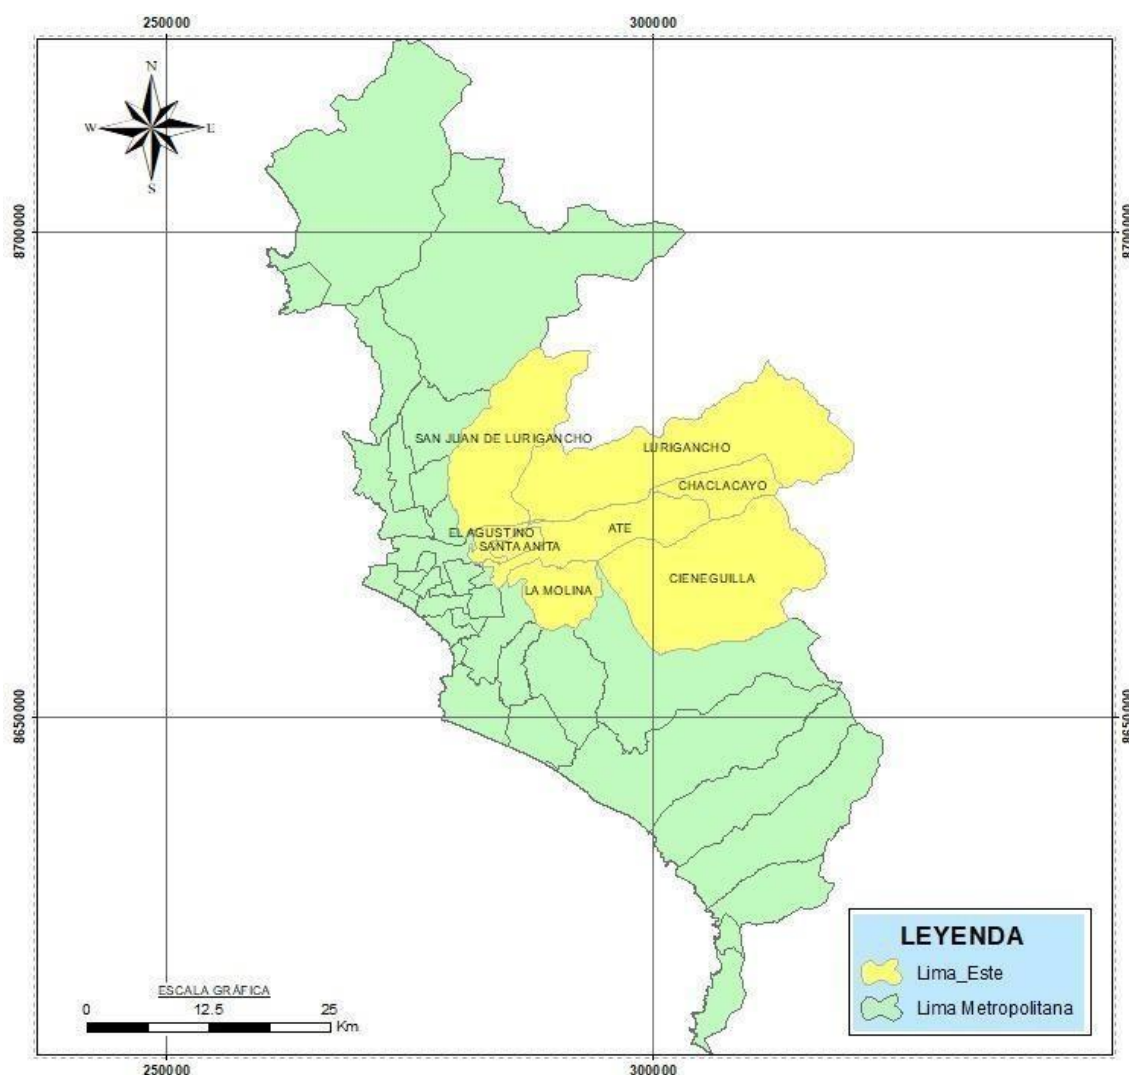 250000
300000
N
W
E
S
8700000
8700000
SAN JUAN DE LURIGANCHO
LURIGANCHO
CHACLACAYO
EL AGUSTINO
ATE
SANTA ANITA
CIENEGUILLA
LA MOLINA
8650000
8650000
LEYENDA
Lima_Este
Lima Metropolitana
ESCALA GRÁFICA
0
12.5
25
Km
250000
300000